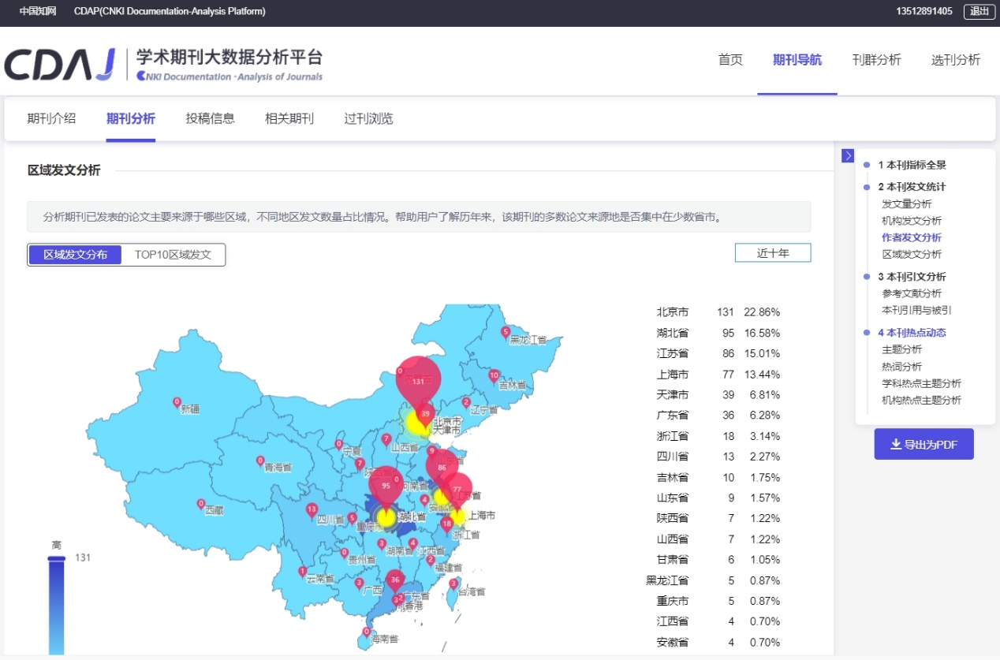 中国知网 CDAP(CNKI Documentation-Analysis Platform) 13512891405 退出
CDAJ 学术期刊大数据分析平台
CNKI Documentation -Analysis of Journals
首页 期刊导航 刊群分析 选刊分析
期刊介绍 期刊分析 投稿信息 相关期刊 过刊浏览
区域发文分析
分析期刊已发表的论文主要来源于哪些区域，不同地区发文数量占比情况。帮助用户了解历年来，该期刊的多数论文来源地是否集中在少数省市。
区域发文分布 TOP10区域发文 近十年
5 黑龙江省
0
131
10 吉林省
0 新疆
2 辽宁省
39 北京市
天津市
7 山西省
0 宁夏
9
0 青海省
7
86
95 0 河南省
77
4
0 西藏
13 四川省
5 重庆市
湖北省
上海市
18 浙江省
3 湖南省
4 江西省
0 贵州省
2 福建省
1 云南省
3 广西
36 广东省
3 2 香港
3 台湾省
0 海南省
高
131
北京市 131 22.86%
湖北省 95 16.58%
江苏省 86 15.01%
上海市 77 13.44%
天津市 39 6.81%
广东省 36 6.28%
浙江省 18 3.14%
四川省 13 2.27%
吉林省 10 1.75%
山东省 9 1.57%
陕西省 7 1.22%
山西省 7 1.22%
甘肃省 6 1.05%
黑龙江省 5 0.87%
重庆市 5 0.87%
江西省 4 0.70%
安徽省 4 0.70%
1 本刊指标全景
2 本刊发文统计
发文量分析
机构发文分析
作者发文分析
区域发文分析
3 本刊引文分析
参考文献分析
本刊引用与被引
4 本刊热点动态
主题分析
热词分析
学科热点主题分析
机构热点主题分析
导出为PDF